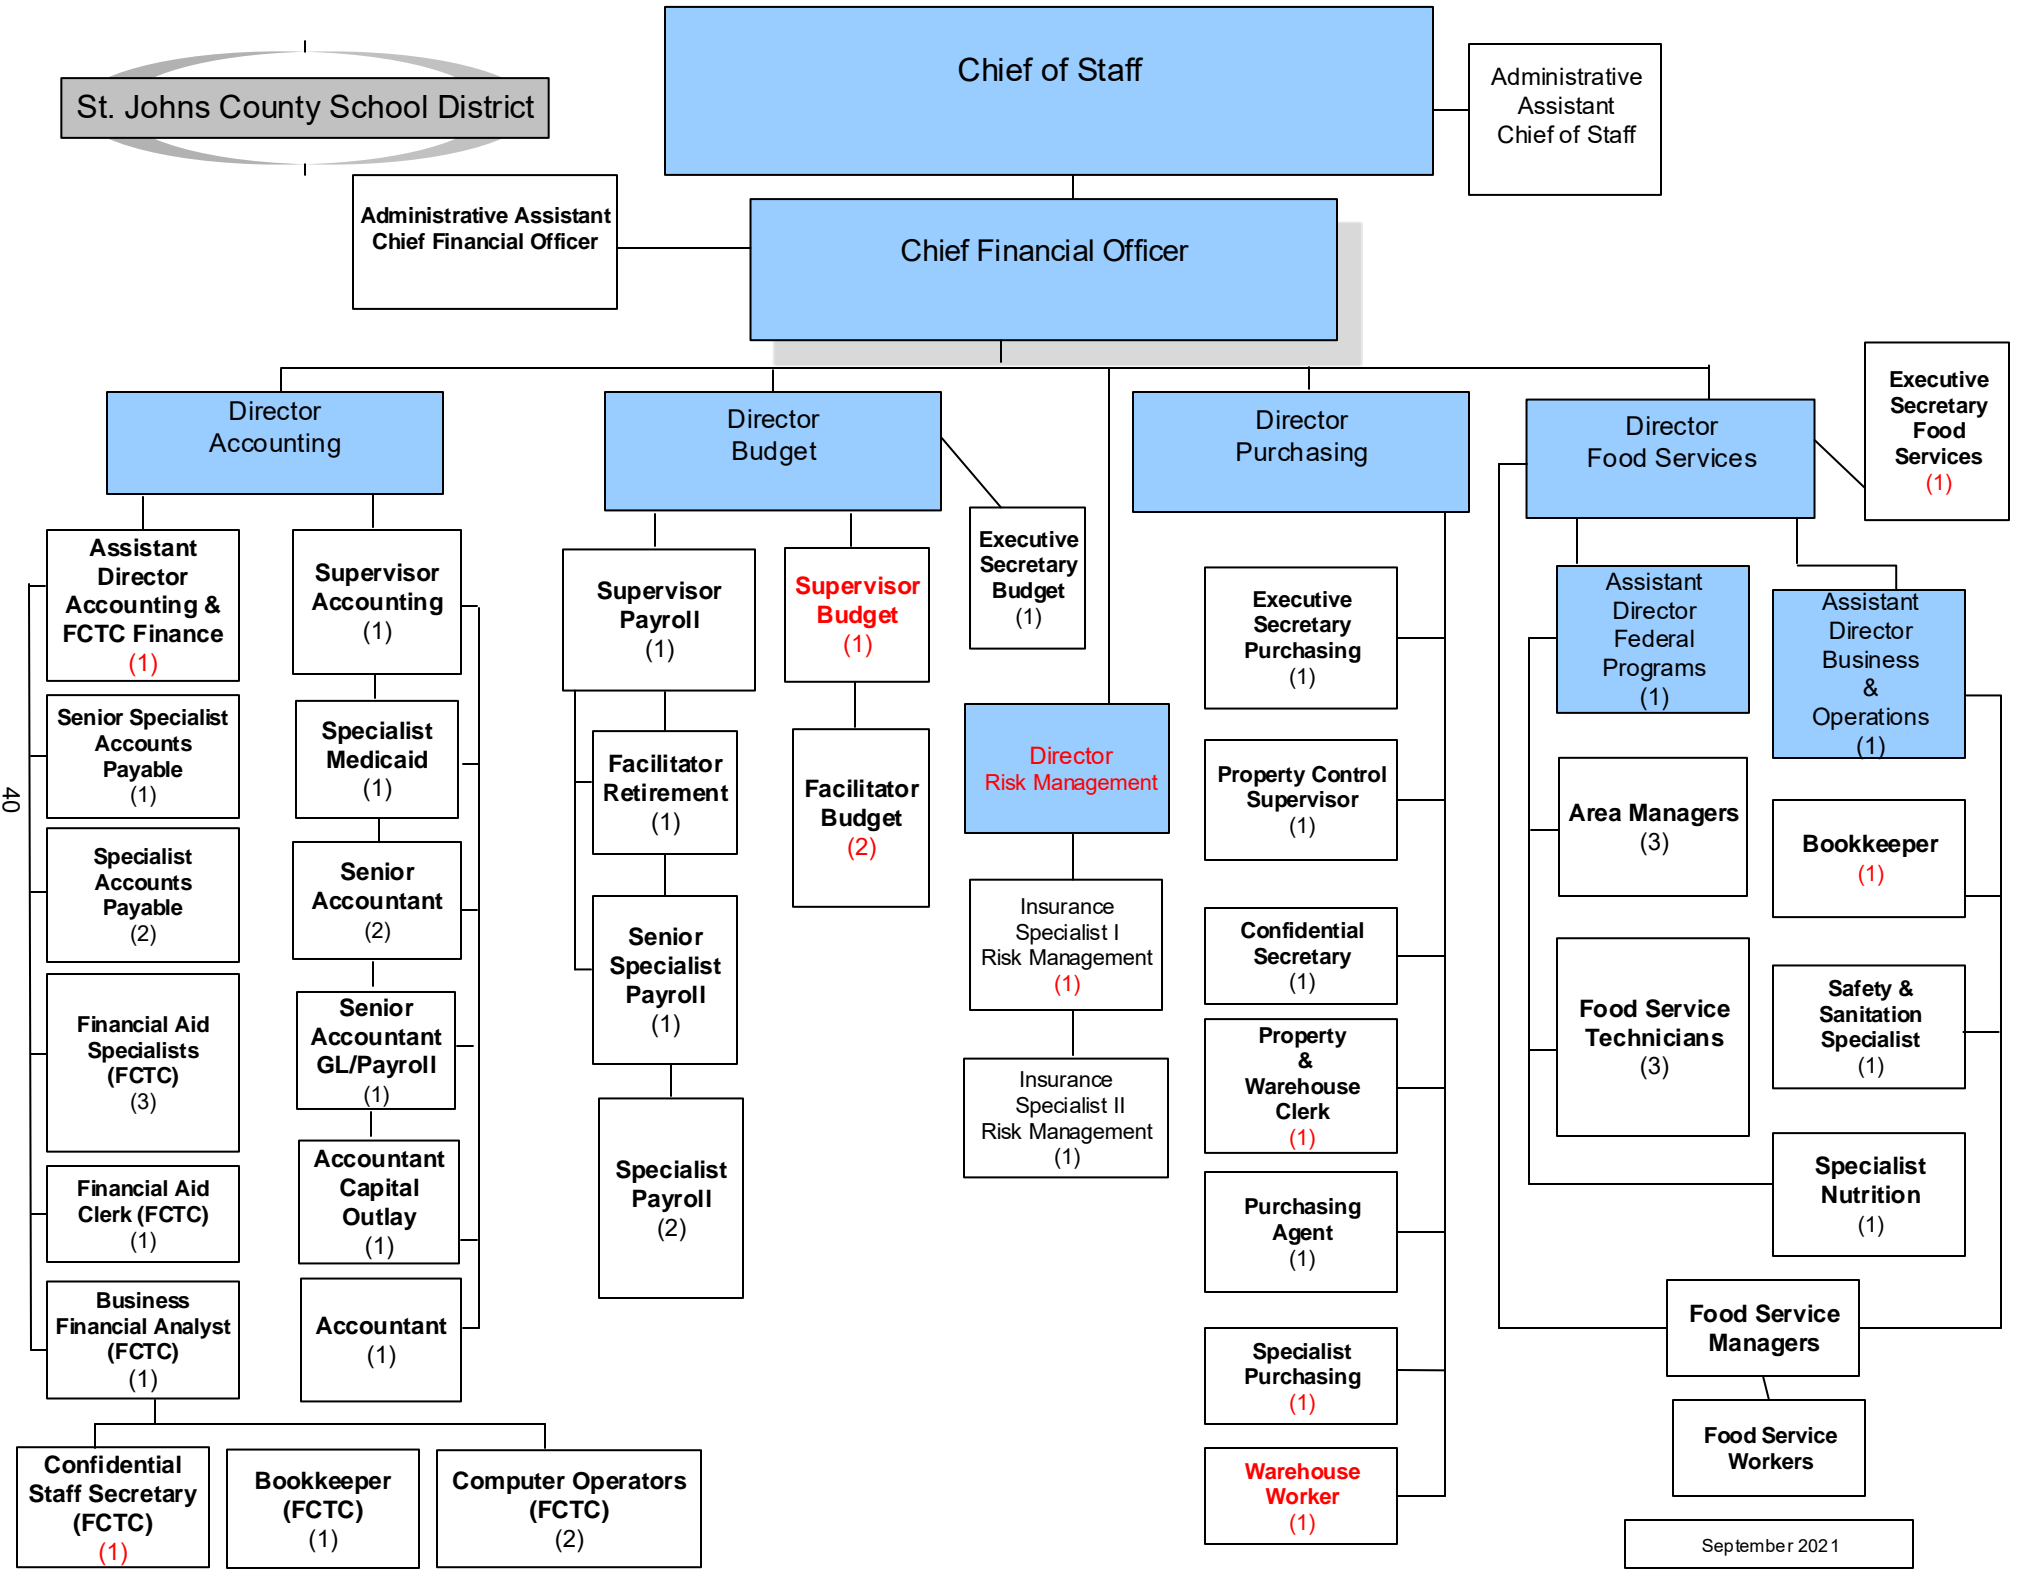 St. Johns County School District
Chief of Staff
Administrative
Assistant
Chief of Staff
Administrative Assistant
Chief Financial Officer
Chief Financial Officer
Director
Accounting
Director
Budget
Director
Purchasing
Director
Food Services
Executive
Secretary
Food
Services
(1)
Assistant
Director
Accounting &
FCTC Finance
(1)
Senior Specialist
Accounts
Payable
(1)
Specialist
Accounts
Payable
(2)
Financial Aid
Specialists
(FCTC)
(3)
Financial Aid
Clerk (FCTC)
(1)
Business
Financial Analyst
(FCTC)
(1)
Confidential
Staff Secretary
(FCTC)
(1)
Bookkeeper
(FCTC)
(1)
Computer Operators
(FCTC)
(2)
Supervisor
Accounting
(1)
Specialist
Medicaid
(1)
Senior
Accountant
(2)
Senior
Accountant
GL/Payroll
(1)
Accountant
Capital
Outlay
(1)
Accountant
(1)
Supervisor
Payroll
(1)
Facilitator
Retirement
(1)
Senior
Specialist
Payroll
(1)
Specialist
Payroll
(2)
Supervisor
Budget
(1)
Facilitator
Budget
(2)
Executive
Secretary
Budget
(1)
Director
Risk Management
Insurance
Specialist I
Risk Management
(1)
Insurance
Specialist II
Risk Management
(1)
Executive
Secretary
Purchasing
(1)
Property Control
Supervisor
(1)
Confidential
Secretary
(1)
Property
&
Warehouse
Clerk
(1)
Purchasing
Agent
(1)
Specialist
Purchasing
(1)
Warehouse
Worker
(1)
Assistant
Director
Federal
Programs
(1)
Area Managers
(3)
Food Service
Technicians
(3)
Assistant
Director
Business
&
Operations
(1)
Bookkeeper
(1)
Safety &
Sanitation
Specialist
(1)
Specialist
Nutrition
(1)
Food Service
Managers
Food Service
Workers
September 2021
40